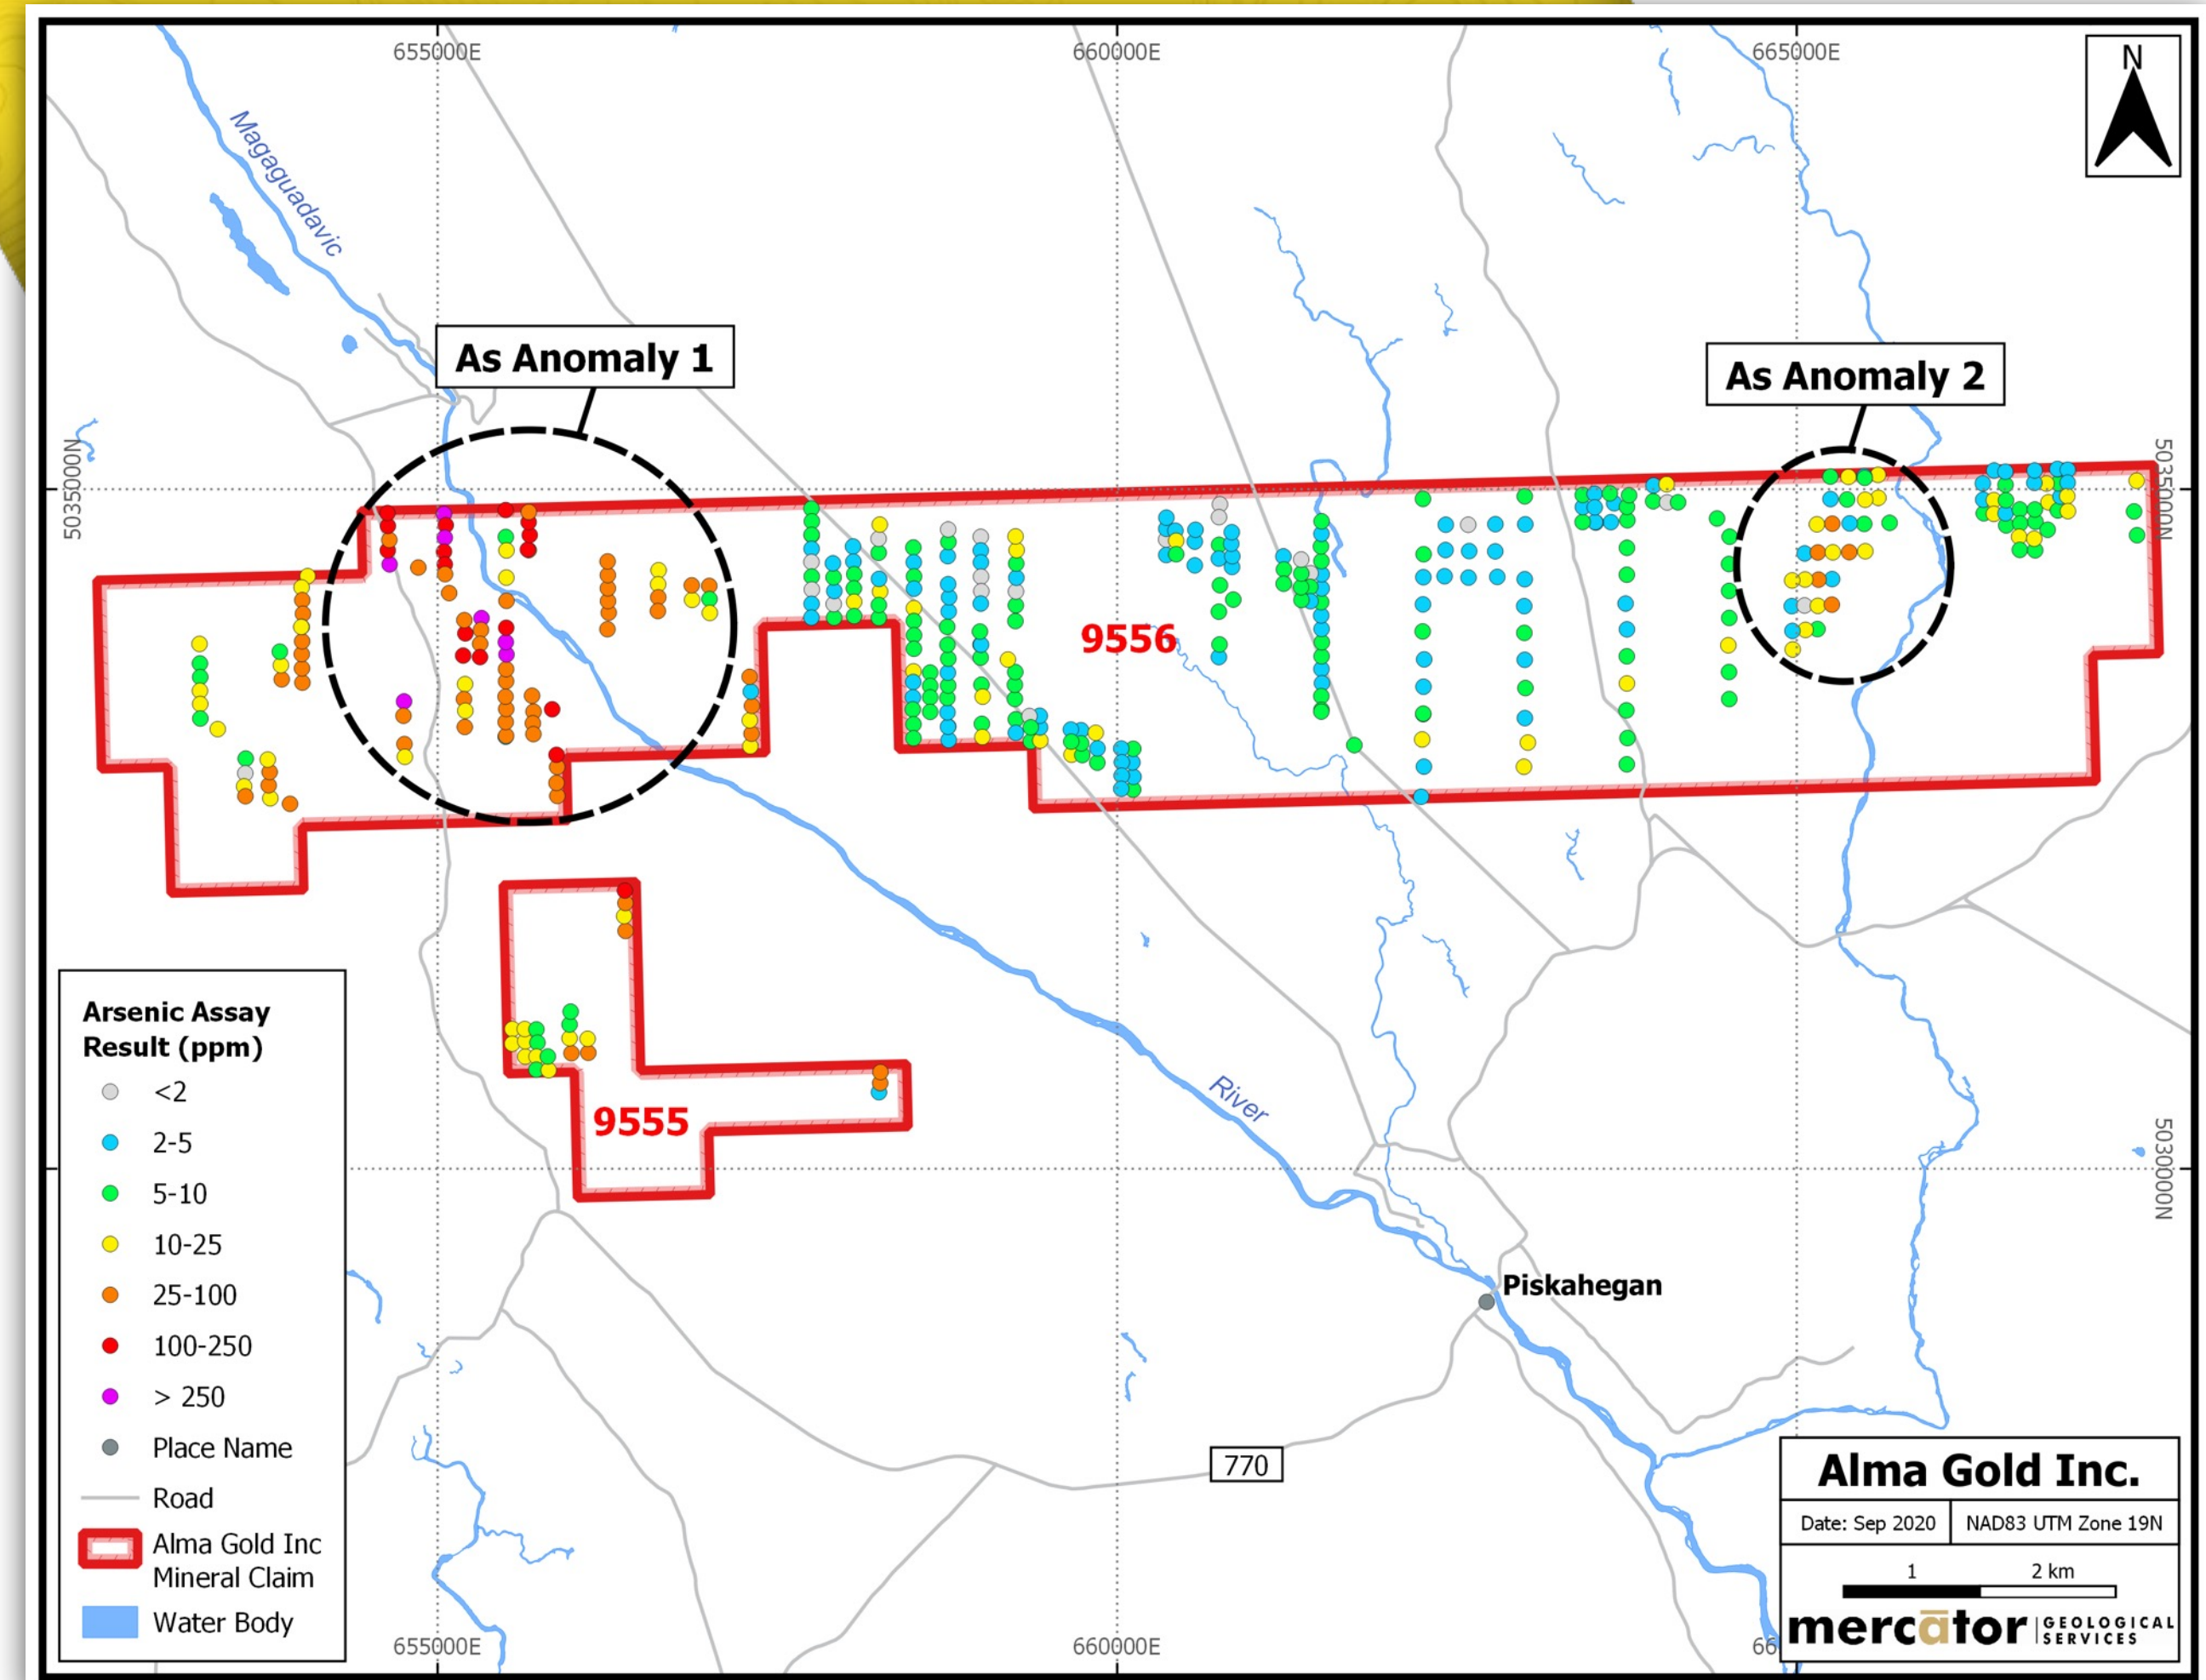 655000E
660000E
665000E
N
Magaguadavic
As Anomaly 1
As Anomaly 2
5035000N
5035000N
9556
Arsenic Assay
Result (ppm)
<2
2-5
5-10
10-25
25-100
100-250
> 250
Place Name
Road
Alma Gold Inc
Mineral Claim
Water Body
9555
River
5030000N
Piskahegan
770
Alma Gold Inc.
Date: Sep 2020
NAD83 UTM Zone 19N
1
2 km
mercātor
GEOLOGICAL
SERVICES
655000E
660000E